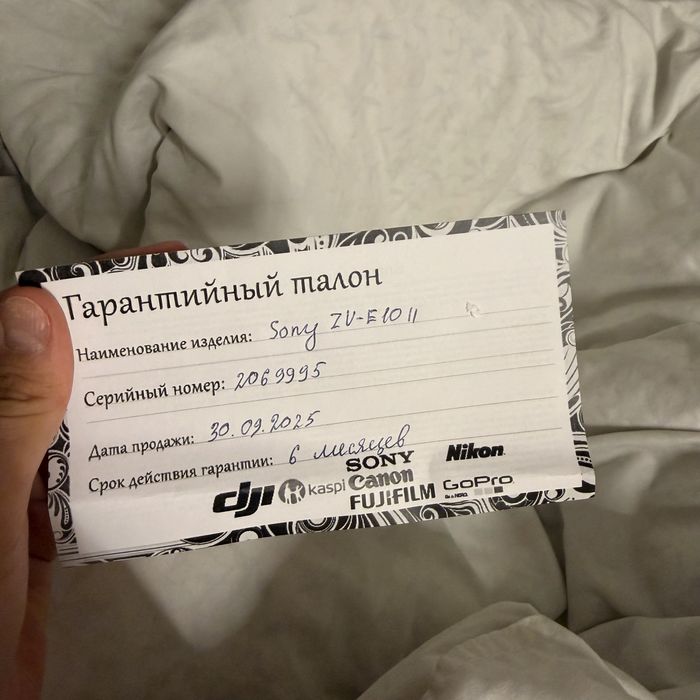 Гарантийный талон
Наименование изделия: Sony ZV-E10 II
Серийный номер: 2069995
Дата продажи: 30.09.2025
Срок действия гарантии: 6 месяцев
dji kaspi SONY Nikon
Canon GoPro
FUJIFILM